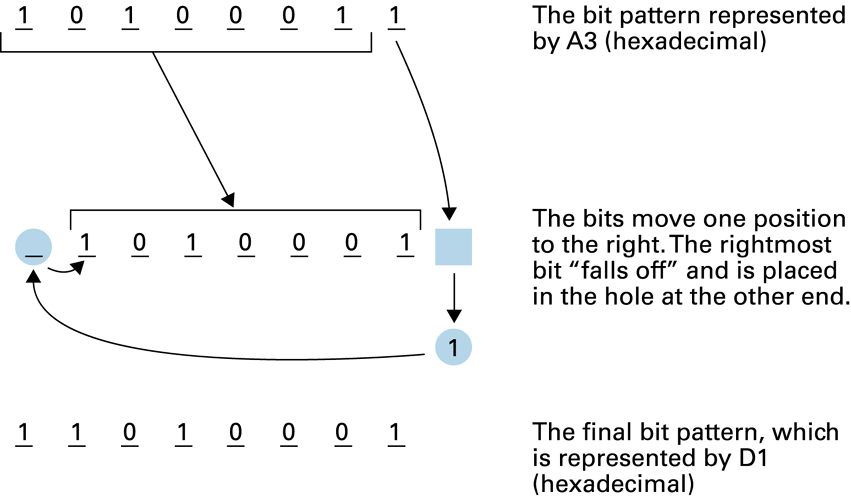 1 0 1 0 0 0 1 1
The bit pattern represented
by A3 (hexadecimal)
_ 1 0 1 0 0 0 1
The bits move one position
to the right. The rightmost
bit “falls off” and is placed
in the hole at the other end.
1
1 1 0 1 0 0 0 1
The final bit pattern, which
is represented by D1
(hexadecimal)